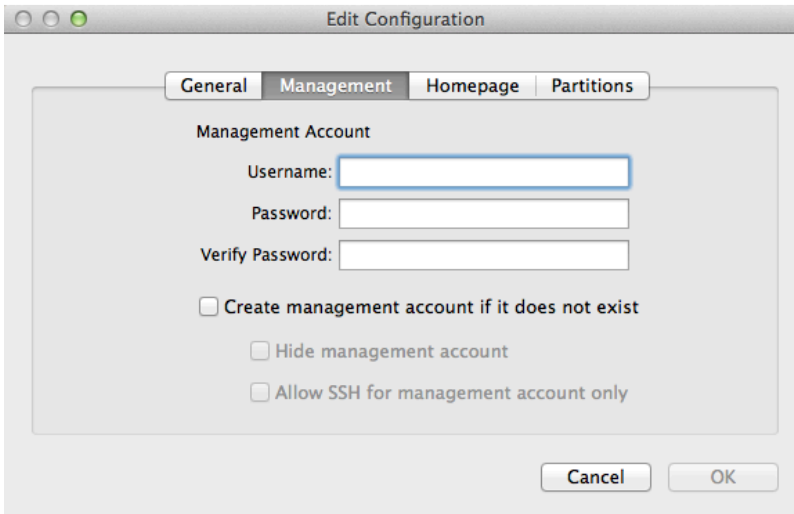 Edit Configuration
General Management Homepage Partitions
Management Account
Username:
Password:
Verify Password:
Create management account if it does not exist
Hide management account
Allow SSH for management account only
Cancel OK